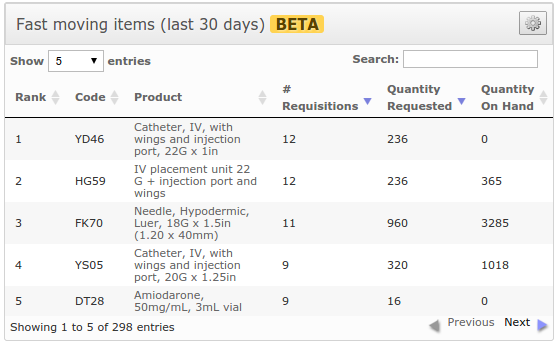 Fast moving items (last 30 days) BETA
Show 5 entries Search:
Rank Code Product # Requisitions Quantity Requested Quantity On Hand
1 YD46 Catheter, IV, with wings and injection port, 22G x 1in 12 236 0
2 HG59 IV placement unit 22 G + injection port and wings 12 236 365
3 FK70 Needle, Hypodermic, Luer, 18G x 1.5in (1.20 x 40mm) 11 960 3285
4 YS05 Catheter, IV, with wings and injection port, 20G x 1.25in 9 320 1018
5 DT28 Amiodarone, 50mg/mL, 3mL vial 9 16 0
Showing 1 to 5 of 298 entries Previous Next